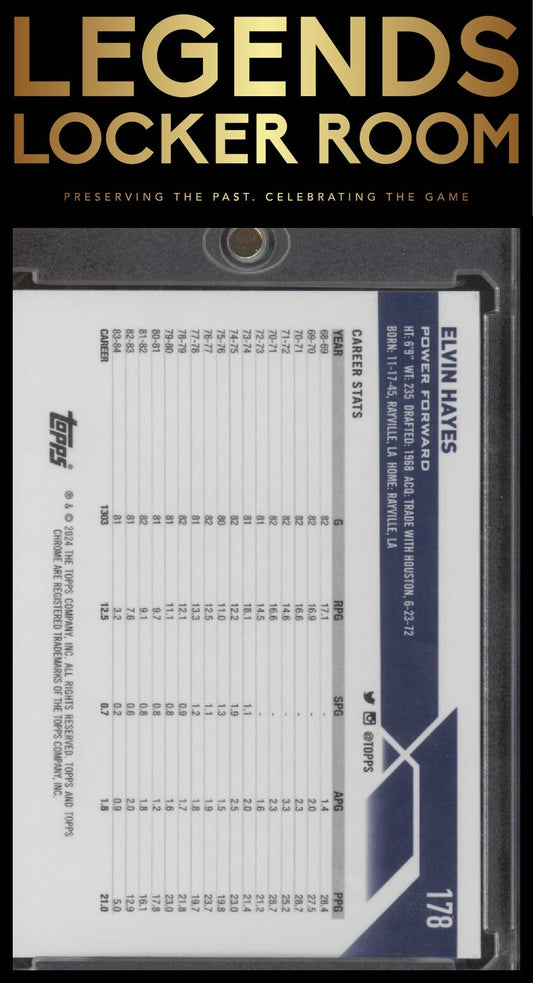 LEGENDS
LOCKER ROOM
PRESERVING THE PAST. CELEBRATING THE GAME
ELVIN HAYES
178
POWER FORWARD
HT: 6'9" WT: 235 DRAFTED: 1968 ACQ: TRADE WITH HOUSTON, 6-23-72
BORN: 11-17-45, RAYVILLE, LA HOME: RAYVILLE, LA
CAREER STATS @TOPPS
YEAR G RPG SPG APG PPG
68-69 82 17.1 - 1.4 28.4
69-70 82 16.9 - 2.0 27.5
70-71 82 16.6 - 2.3 28.7
71-72 82 14.6 - 3.3 25.2
70-71 82 16.6 - 2.3 28.7
72-73 81 14.5 - 1.6 21.2
73-74 81 18.1 1.1 2.0 21.4
74-75 82 12.2 1.9 2.5 23.0
75-76 80 11.0 1.3 1.5 19.8
76-77 82 12.5 1.1 1.9 23.7
77-78 81 13.3 1.2 1.8 19.7
78-79 82 12.1 0.9 1.7 21.8
79-80 81 11.1 0.8 1.6 23.0
80-81 81 9.7 0.8 1.2 17.8
81-82 82 9.1 0.8 1.8 16.1
82-83 81 7.6 0.6 2.0 12.9
83-84 81 3.2 0.2 0.9 5.0
CAREER 1303 12.5 0.7 1.8 21.0
topps®
® & © 2024 THE TOPPS COMPANY, INC. ALL RIGHTS RESERVED. TOPPS AND TOPPS
CHROME ARE REGISTERED TRADEMARKS OF THE TOPPS COMPANY, INC.